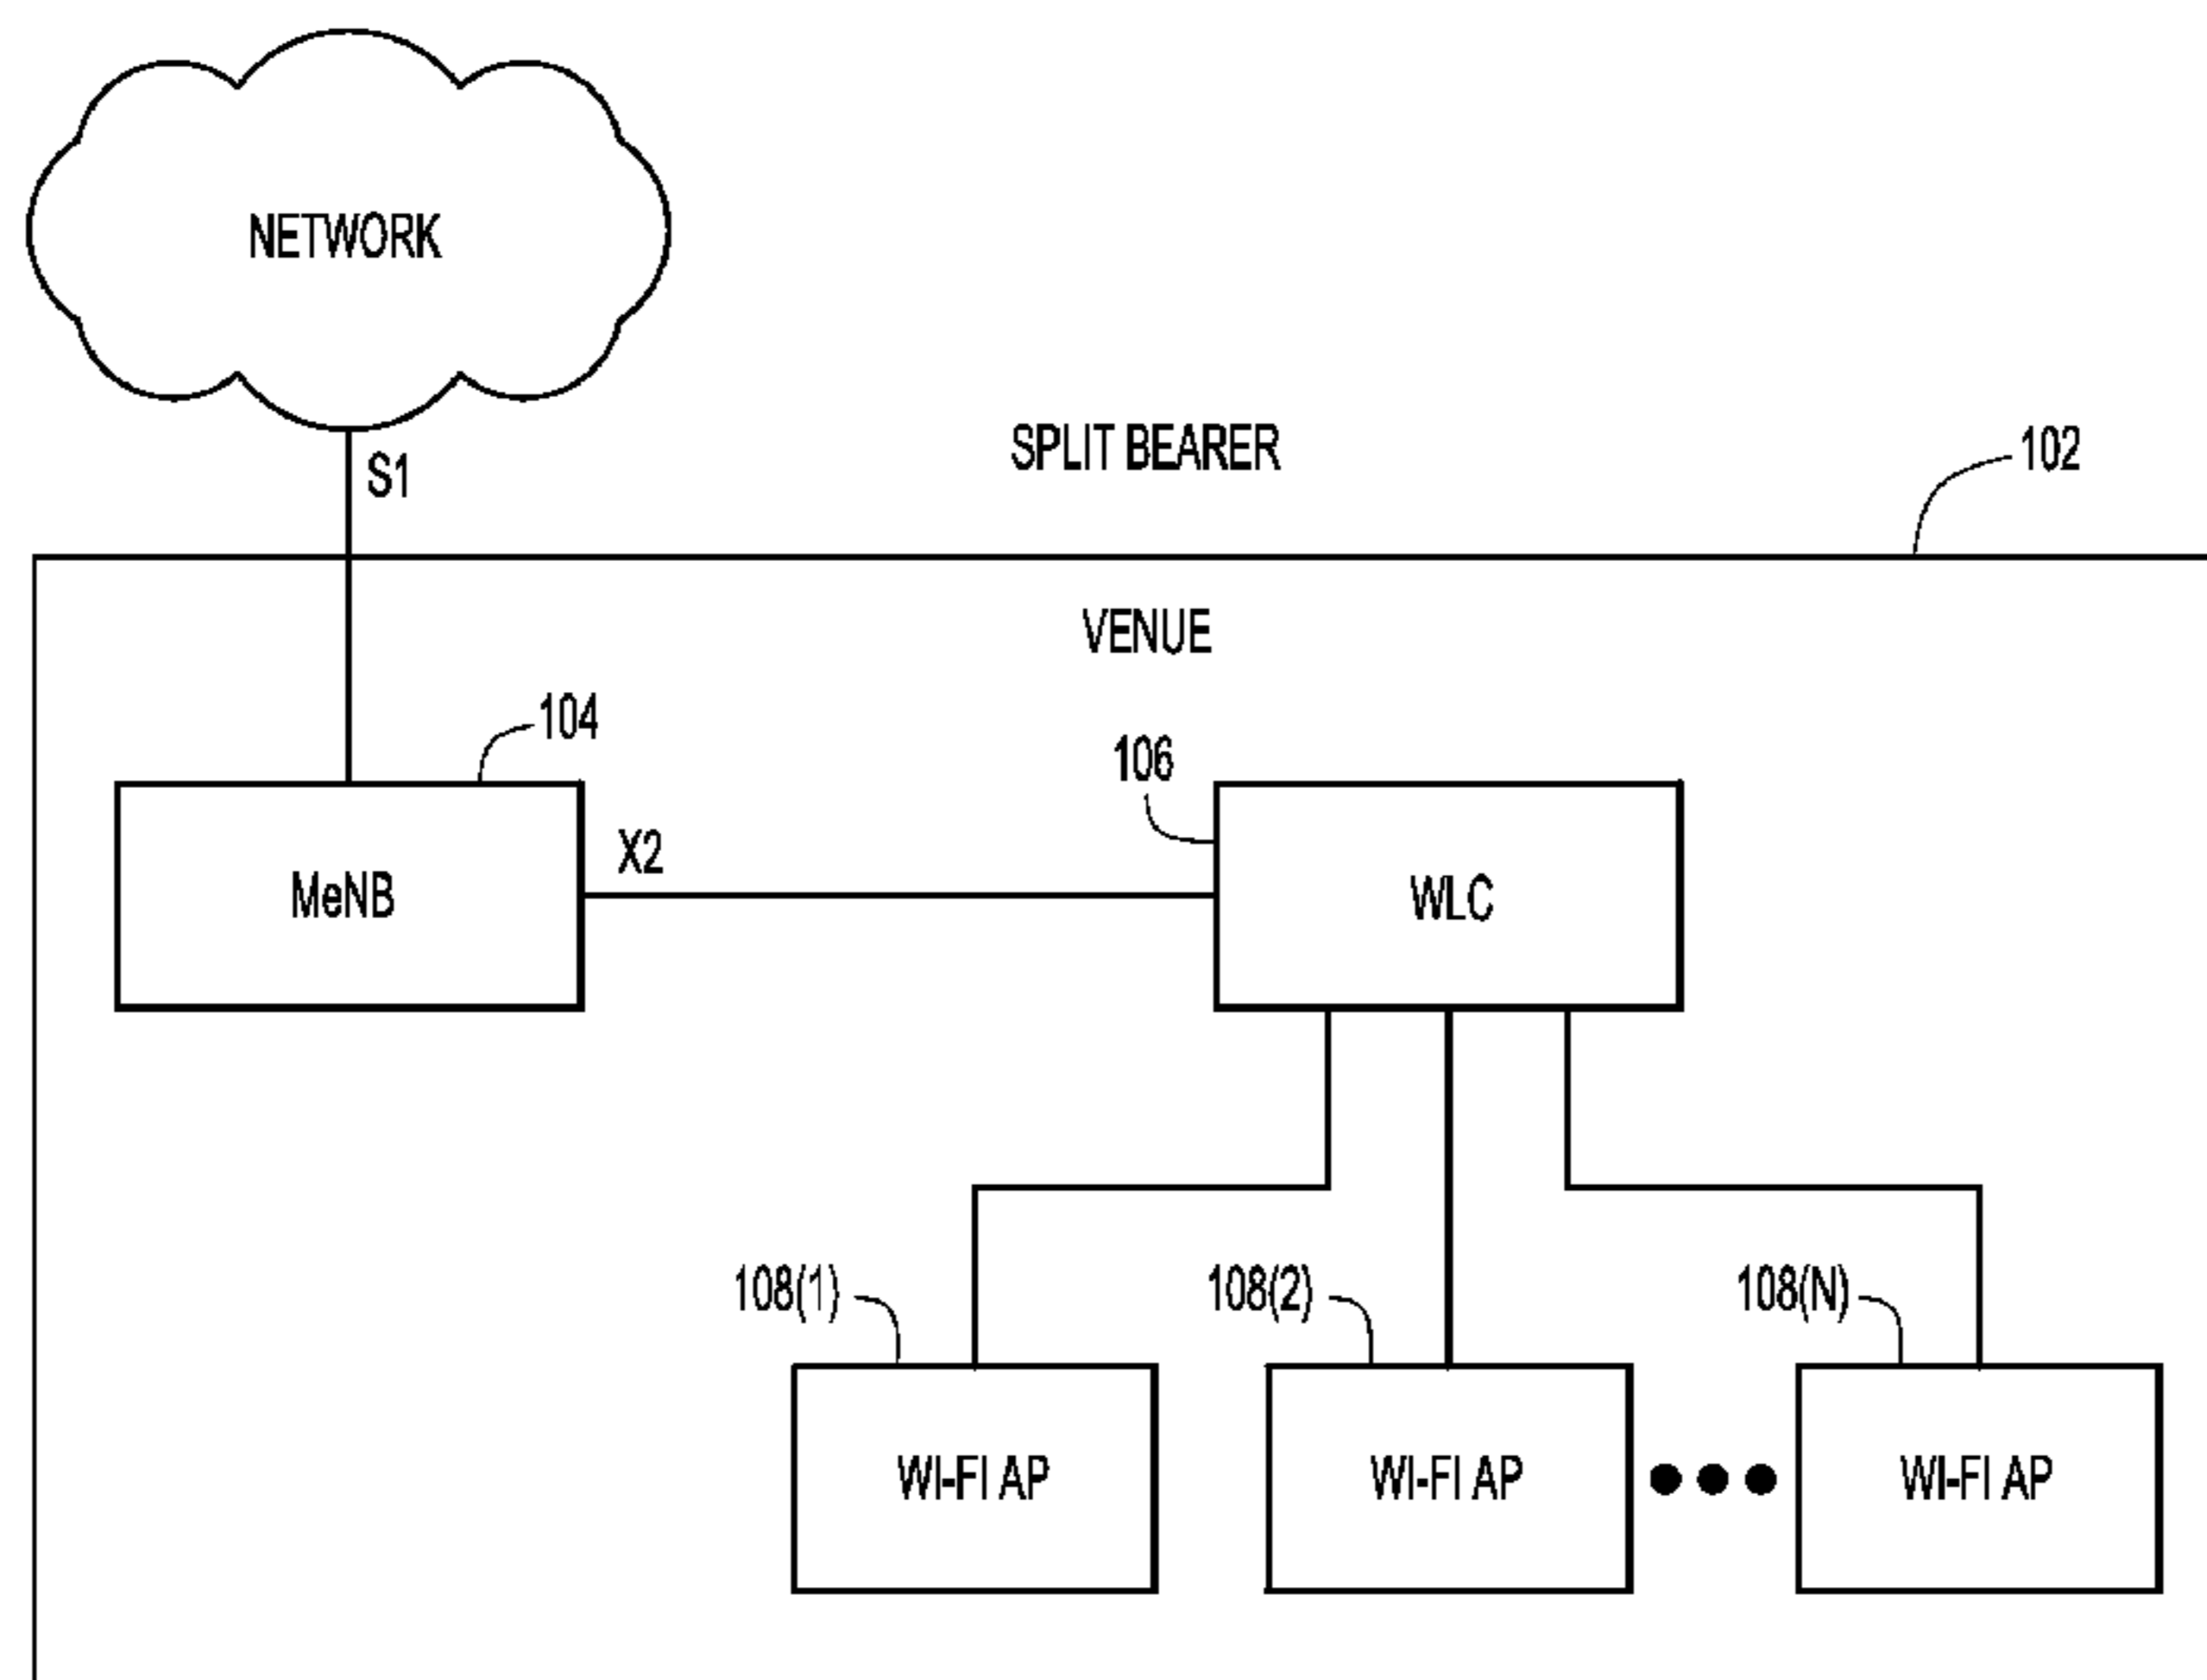 NETWORK
S1
SPLIT BEARER
102
VENUE
104
106
MeNB
X2
WLC
108(1)
108(2)
108(N)
WI-FI AP
WI-FI AP
WI-FI AP